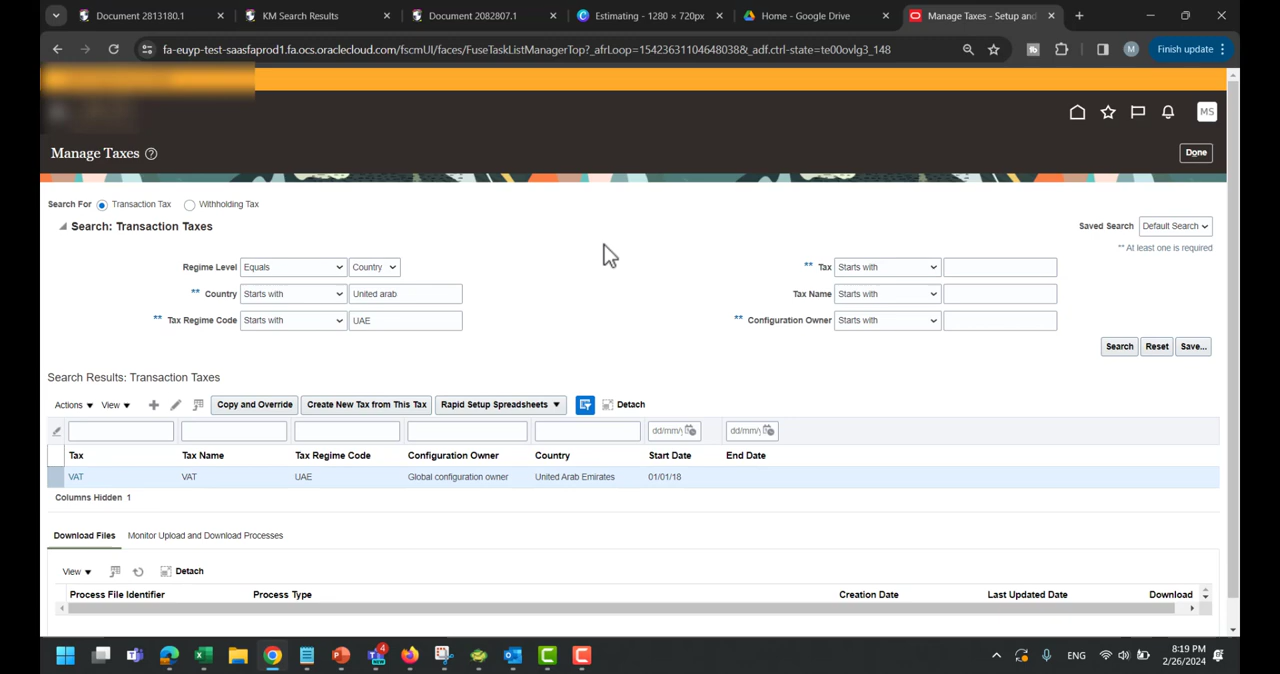 Document 2813180.1
KM Search Results
Document 2082807.1
Estimating - 1280 × 720px
Home - Google Drive
Manage Taxes - Setup and
fa-euyp-test-saasfaprod1.fa.ocs.oraclecloud.com/fscmUI/faces/FuseTaskListManagerTop?_afrLoop=15423631104648038&_adf.ctrl-state=te00ovlg3_148
M
Finish update
MS
Manage Taxes
Done
Search For Transaction Tax Withholding Tax
Search: Transaction Taxes
Saved Search Default Search
** At least one is required
Regime Level Equals Country
** Tax Starts with
** Country Starts with United arab
Tax Name Starts with
** Tax Regime Code Starts with UAE
** Configuration Owner Starts with
Search Reset Save...
Search Results: Transaction Taxes
Actions View Copy and Override Create New Tax from This Tax Rapid Setup Spreadsheets Detach
dd/mm/y dd/mm/y
Tax Tax Name Tax Regime Code Configuration Owner Country Start Date End Date
VAT VAT UAE Global configuration owner United Arab Emirates 01/01/18
Columns Hidden 1
Download Files Monitor Upload and Download Processes
View Detach
Process File Identifier Process Type Creation Date Last Updated Date Download
4
ENG
8:19 PM
2/26/2024